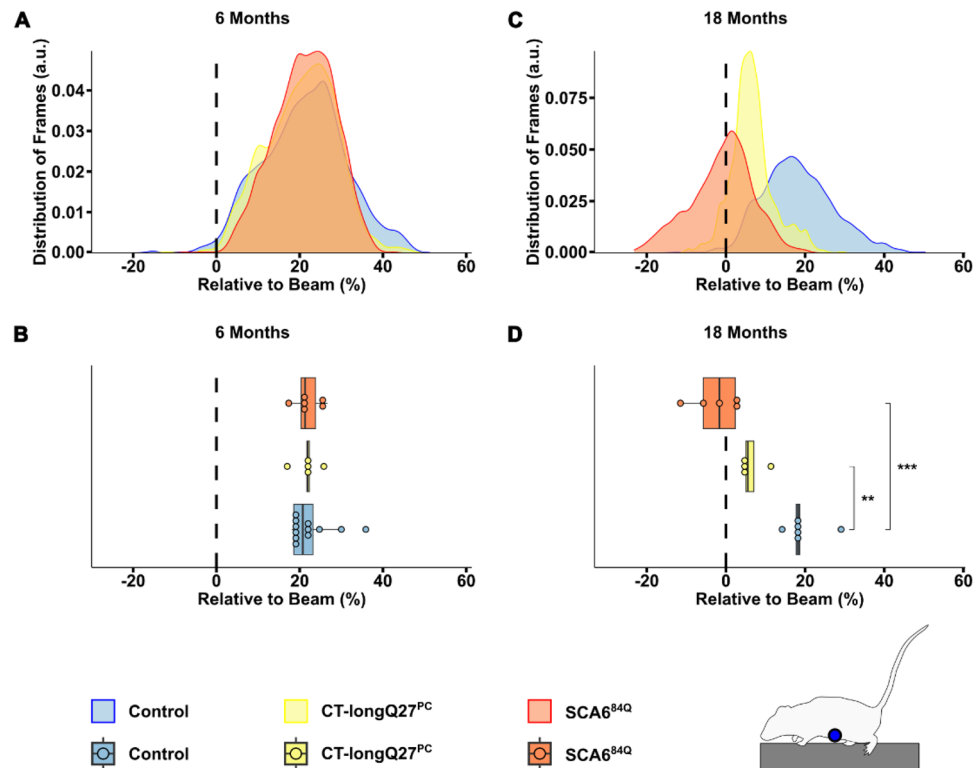 A
6 Months
Distribution of Frames (a.u.)
0.04
0.03
0.02
0.01
0.00
-20 0 20 40 60
Relative to Beam (%)
C
18 Months
Distribution of Frames (a.u.)
0.075
0.050
0.025
0.000
-20 0 20 40 60
Relative to Beam (%)
B
6 Months
-20 0 20 40 60
Relative to Beam (%)
D
18 Months
***
**
-20 0 20 40 60
Relative to Beam (%)
Control CT-longQ27ᴾᶜ SCA6⁸⁴Q
Control CT-longQ27ᴾᶜ SCA6⁸⁴Q